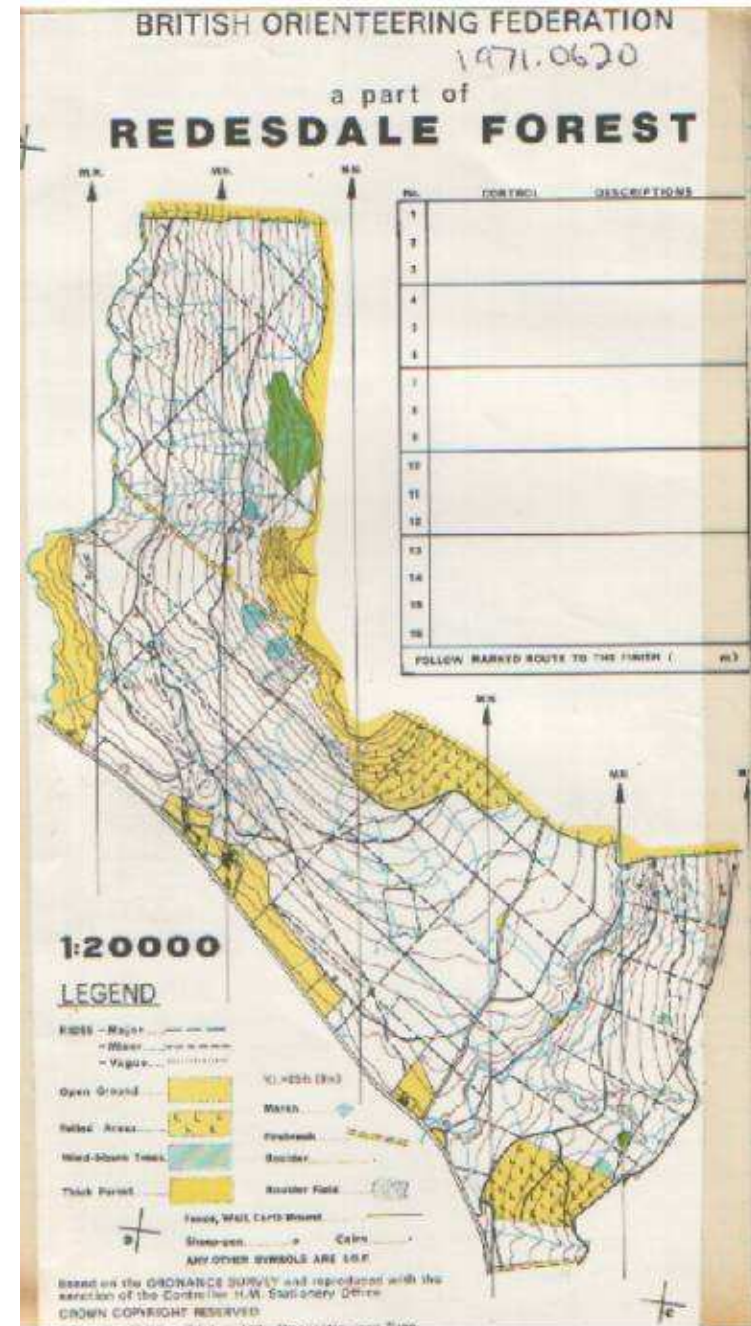 BRITISH ORIENTEERING FEDERATION
1971.0620
a part of
REDESDALE FOREST
M.N. M.N. M.N.
No. CONTROL DESCRIPTIONS
1
2
3
4
5
6
7
8
9
10
11
12
13
14
15
16
FOLLOW MARKED ROUTE TO THE FINISH ( m)
M.N.
M.N.
1:20000
LEGEND
RIDES - Major
- Minor
- Vague
Open Ground
Felled Areas
Wind-blown Trees
Thick Forest
V.I. 25ft (8m)
Marsh
Firebreak
Boulder
Boulder Field
Fence, Wall, Earth Mound
Sheep-pen
Cairn
ANY OTHER SYMBOLS ARE I.O.F.
Based on the ORDNANCE SURVEY and reproduced with the
sanction of the Controller H.M. Stationery Office
CROWN COPYRIGHT RESERVED